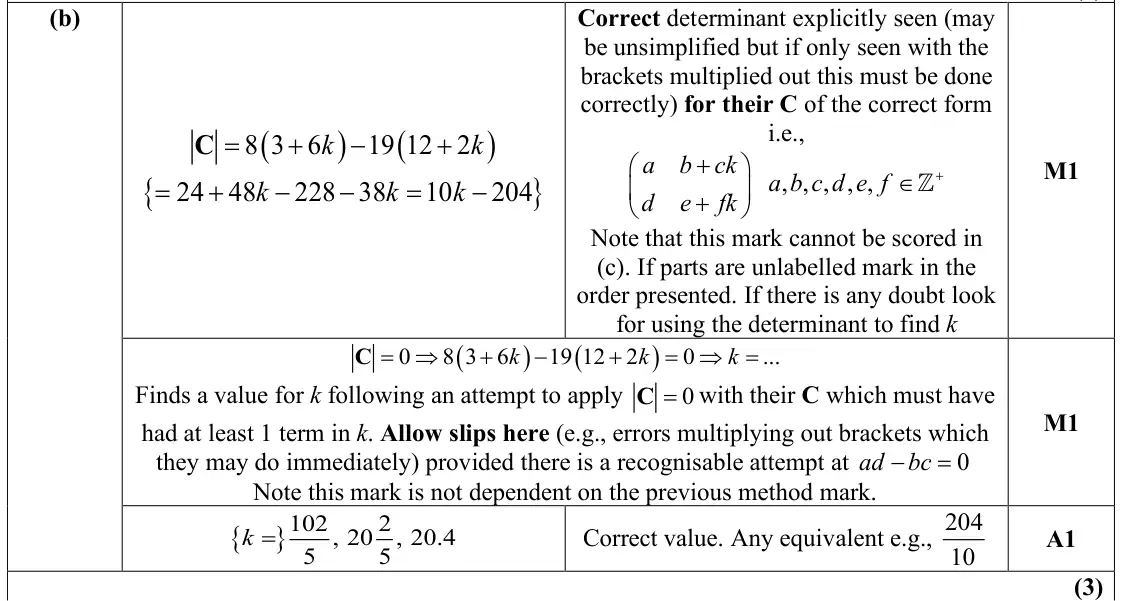 (b)
|C| = 8(3 + 6k) − 19(12 + 2k)
{= 24 + 48k − 228 − 38k = 10k − 204}
Correct determinant explicitly seen (may
be unsimplified but if only seen with the
brackets multiplied out this must be done
correctly) for their C of the correct form
i.e.,
(a b + ck
d e + fk) a, b, c, d, e, f ∈ ℤ⁺
Note that this mark cannot be scored in
(c). If parts are unlabelled mark in the
order presented. If there is any doubt look
for using the determinant to find k
M1
|C| = 0 ⇒ 8(3 + 6k) − 19(12 + 2k) = 0 ⇒ k = ...
Finds a value for k following an attempt to apply |C| = 0 with their C which must have
had at least 1 term in k. Allow slips here (e.g., errors multiplying out brackets which
they may do immediately) provided there is a recognisable attempt at ad − bc = 0
Note this mark is not dependent on the previous method mark.
M1
{k =} 102/5, 20 2/5, 20.4
Correct value. Any equivalent e.g., 204/10
A1
(3)